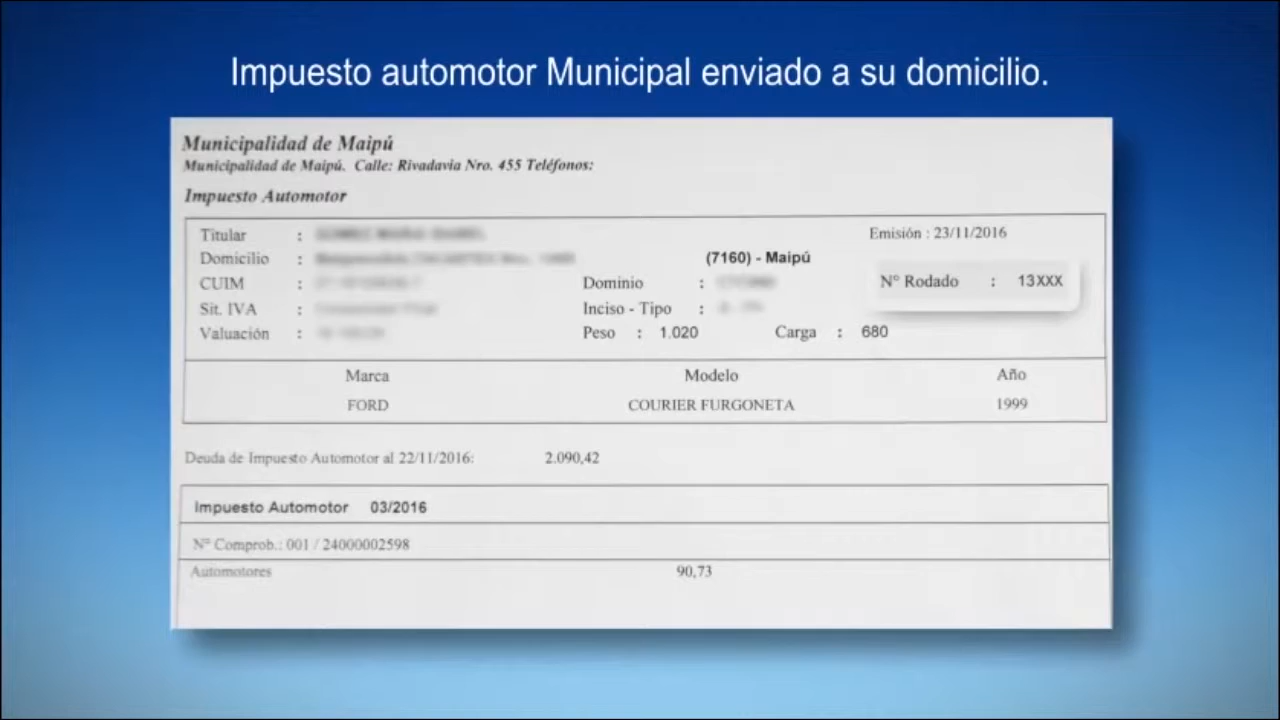 Impuesto automotor Municipal enviado a su domicilio.
Municipalidad de Maipú
Municipalidad de Maipú. Calle: Rivadavia Nro. 455 Teléfonos:
Impuesto Automotor
Titular : Emisión : 23/11/2016
Domicilio : (7160) - Maipú
CUIM : Dominio : Nº Rodado : 13XXX
Sit. IVA : Inciso - Tipo :
Valuación : Peso : 1.020 Carga : 680
Marca Modelo Año
FORD COURIER FURGONETA 1999
Deuda de Impuesto Automotor al 22/11/2016: 2.090,42
Impuesto Automotor 03/2016
Nº Comprob.: 001 / 24000002598
Automotores 90,73